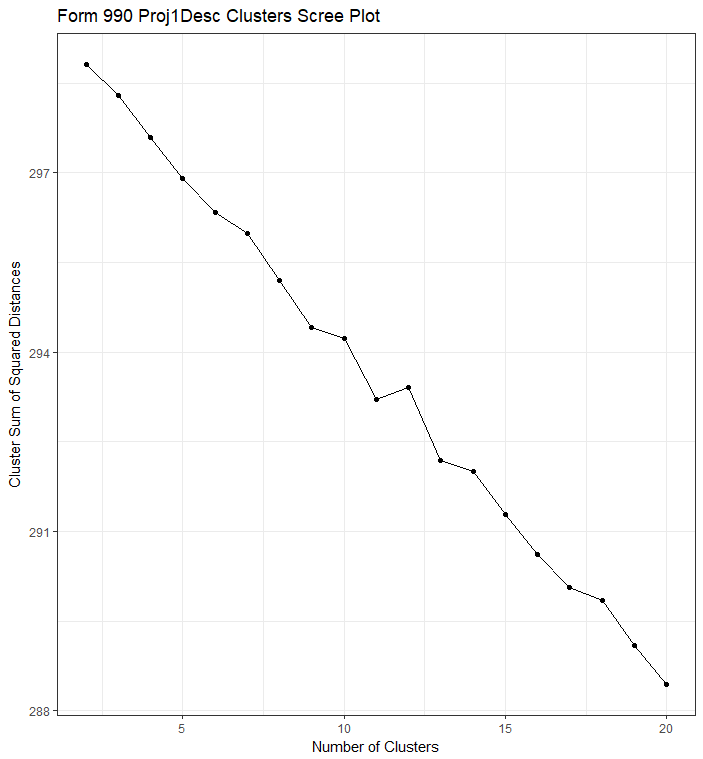 Form 990 Proj1Desc Clusters Scree Plot
Cluster Sum of Squared Distances
297
294
291
288
5 10 15 20
Number of Clusters